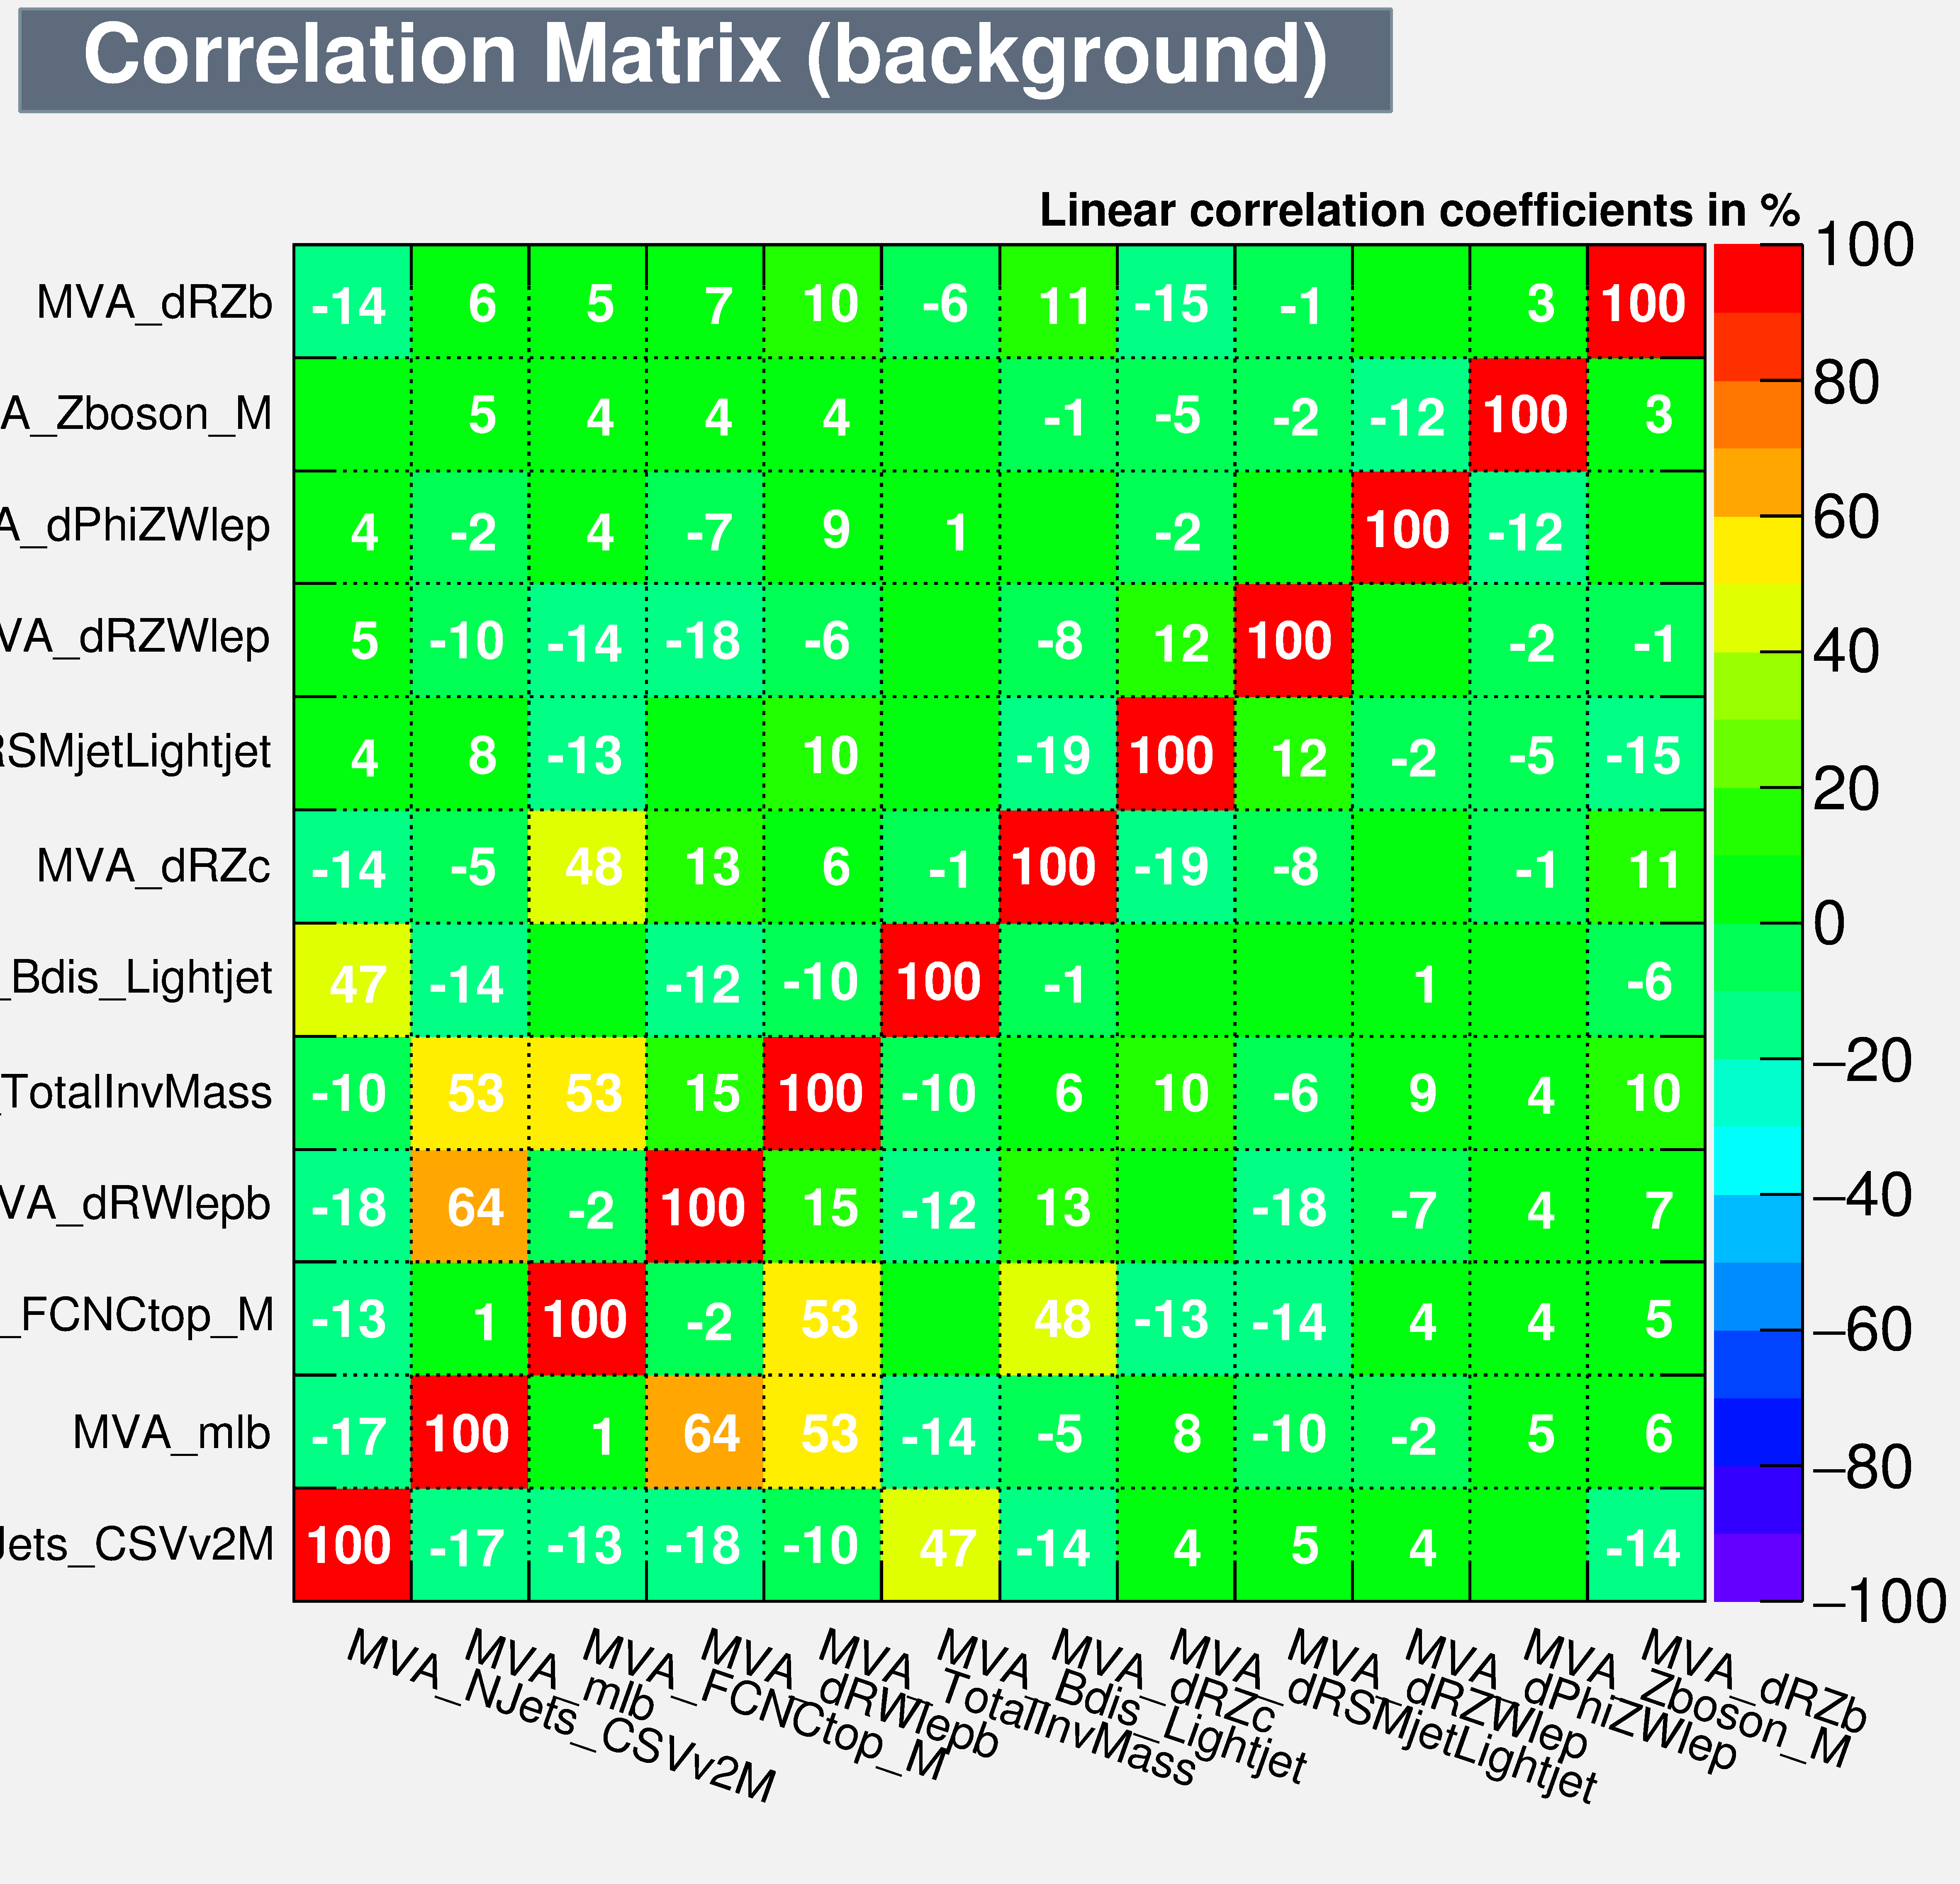 Correlation Matrix (background)
Linear correlation coefficients in %
MVA_dRZb -14 6 5 7 10 -6 11 -15 -1 3 100
A_Zboson_M 5 4 4 4 -1 -5 -2 -12 100 3
A_dPhiZWlep 4 -2 4 -7 9 1 -2 100 -12
VA_dRZWlep 5 -10 -14 -18 -6 -8 12 100 -2 -1
RSMjetLightjet 4 8 -13 10 -19 100 12 -2 -5 -15
MVA_dRZc -14 -5 48 13 6 -1 100 -19 -8 -1 11
_Bdis_Lightjet 47 -14 -12 -10 100 -1 1 -6
_TotalInvMass -10 53 53 15 100 -10 6 10 -6 9 4 10
VA_dRWlepb -18 64 -2 100 15 -12 13 -18 -7 4 7
_FCNCtop_M -13 1 100 -2 53 48 -13 -14 4 4 5
MVA_mlb -17 100 1 64 53 -14 -5 8 -10 -2 5 6
Jets_CSVv2M 100 -17 -13 -18 -10 47 -14 4 5 4 -14
MVA_NJets_CSVv2M
MVA_mlb
MVA_FCNCtop_M
MVA_dRWlepb
MVA_TotalInvMass
MVA_Bdis_Lightjet
MVA_dRZc
MVA_dRSMjetLightjet
MVA_dRZWlep
MVA_dPhiZWlep
MVA_Zboson_M
MVA_dRZb
100
80
60
40
20
0
−20
−40
−60
−80
−100